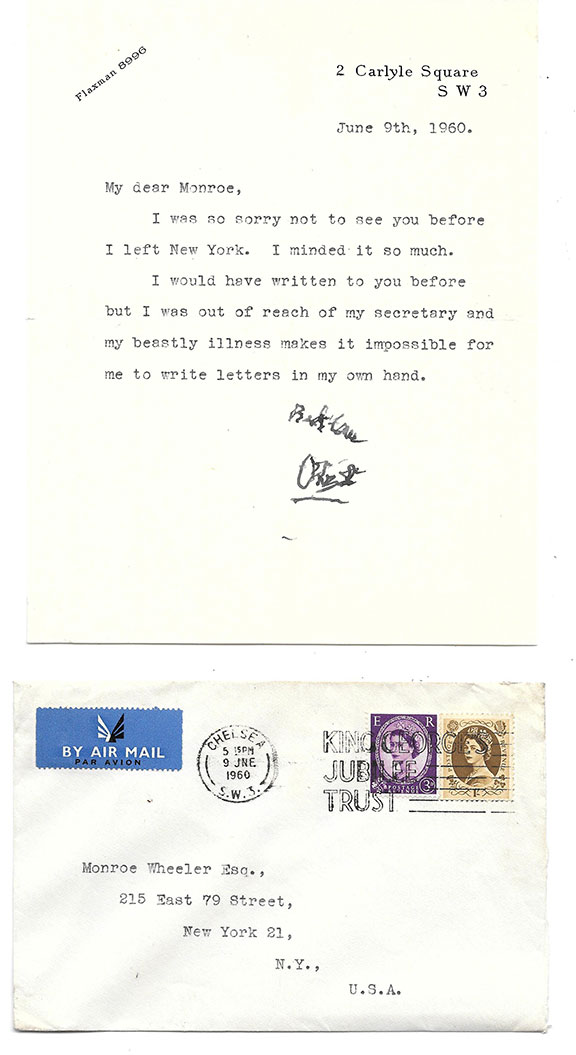 Flaxman 8996
2 Carlyle Square
S W 3
June 9th, 1960.
My dear Monroe,
I was so sorry not to see you before
I left New York. I minded it so much.
I would have written to you before
but I was out of reach of my secretary and
my beastly illness makes it impossible for
me to write letters in my own hand.
BY AIR MAIL
PAR AVION
CHELSEA
5 15PM
9 JNE
1960
S.W.3.
KING GEORGE'S
JUBILEE
TRUST
E R
3D
POSTAGE
Monroe Wheeler Esq.,
215 East 79 Street,
New York 21,
N.Y.,
U.S.A.